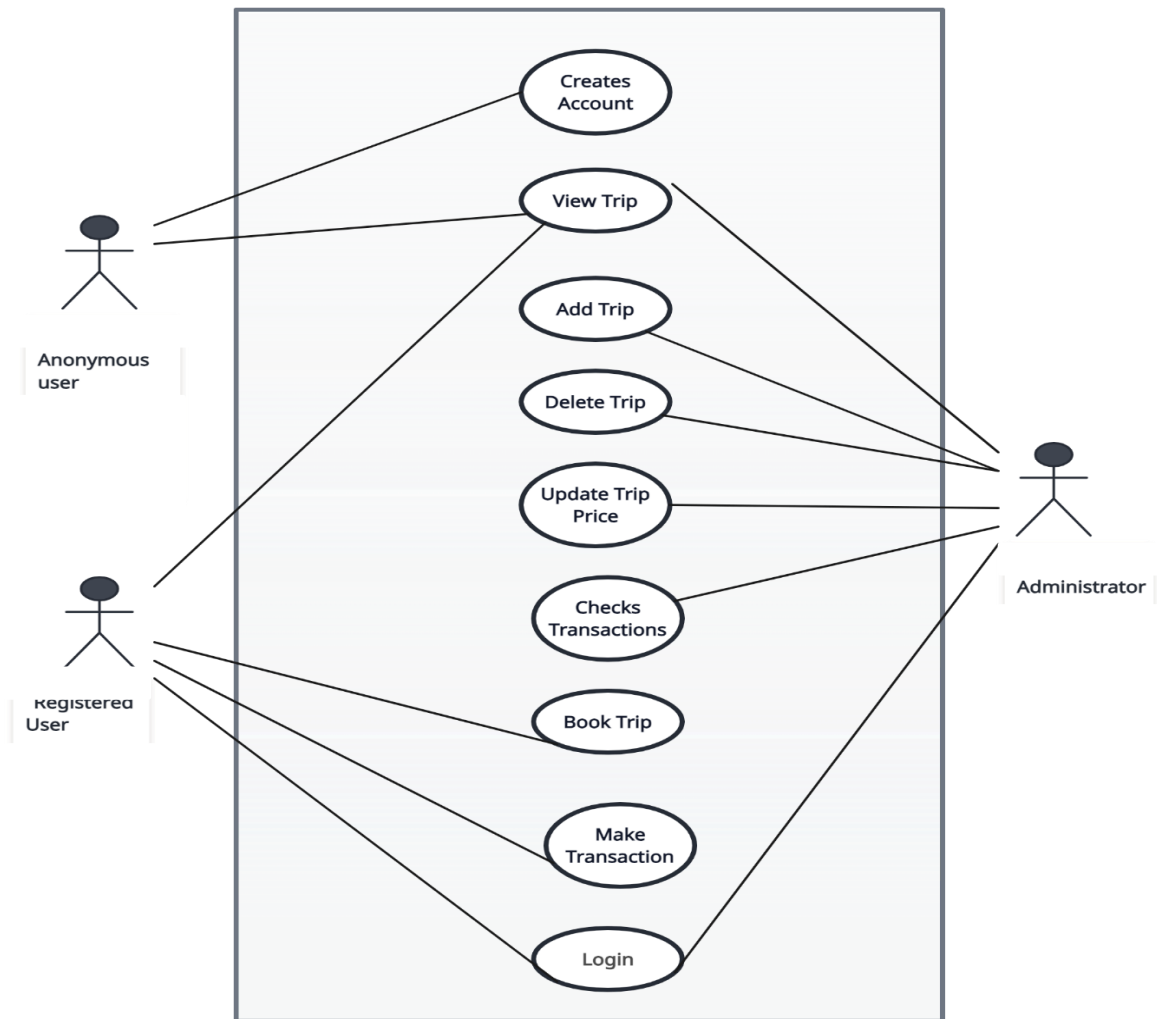 Creates
Account
View Trip
Add Trip
Anonymous
user
Delete Trip
Update Trip
Price
Administrator
Checks
Transactions
Registered
User
Book Trip
Make
Transaction
Login